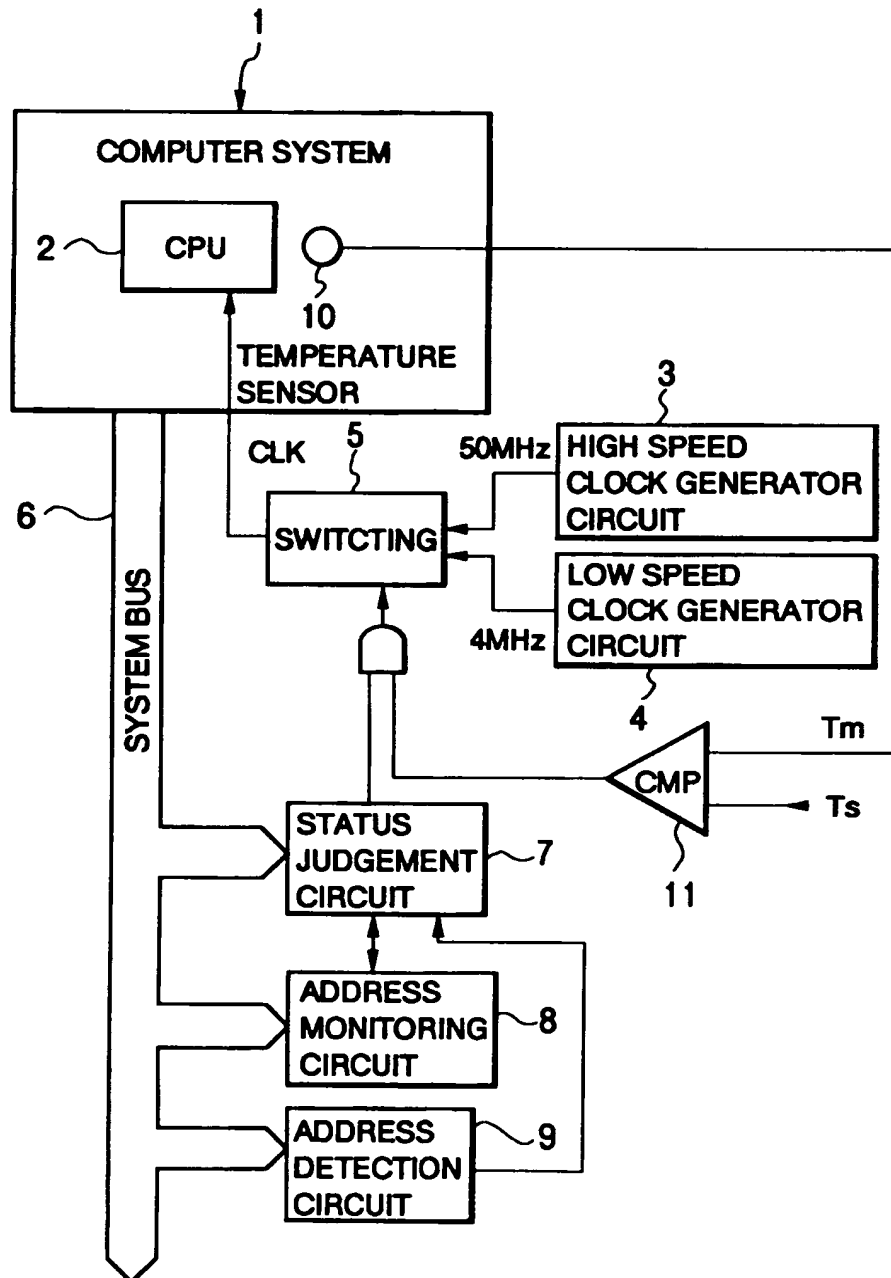 1
COMPUTER SYSTEM
2
CPU
10
TEMPERATURE
SENSOR
CLK
5
50MHz
3
HIGH SPEED
CLOCK GENERATOR
CIRCUIT
6
SWITCTING
LOW SPEED
CLOCK GENERATOR
CIRCUIT
4MHz
4
SYSTEM BUS
Tm
CMP
Ts
11
STATUS
JUDGEMENT
CIRCUIT
7
ADDRESS
MONITORING
CIRCUIT
8
ADDRESS
DETECTION
CIRCUIT
9